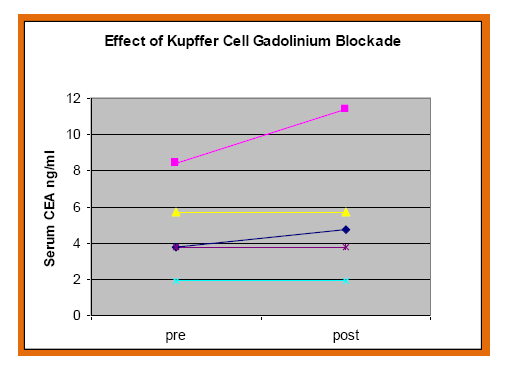 Effect of Kupffer Cell Gadolinium Blockade
Serum CEA ng/ml
12
10
8
6
4
2
0
pre post